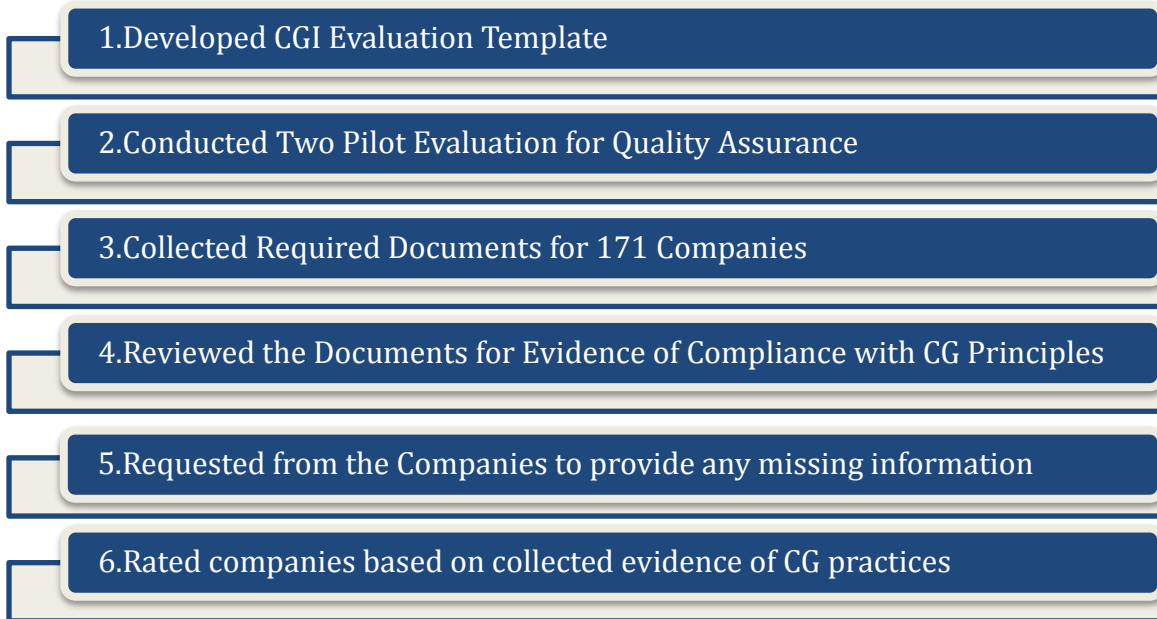 1.Developed CGI Evaluation Template
2.Conducted Two Pilot Evaluation for Quality Assurance
3.Collected Required Documents for 171 Companies
4.Reviewed the Documents for Evidence of Compliance with CG Principles
5.Requested from the Companies to provide any missing information
6.Rated companies based on collected evidence of CG practices